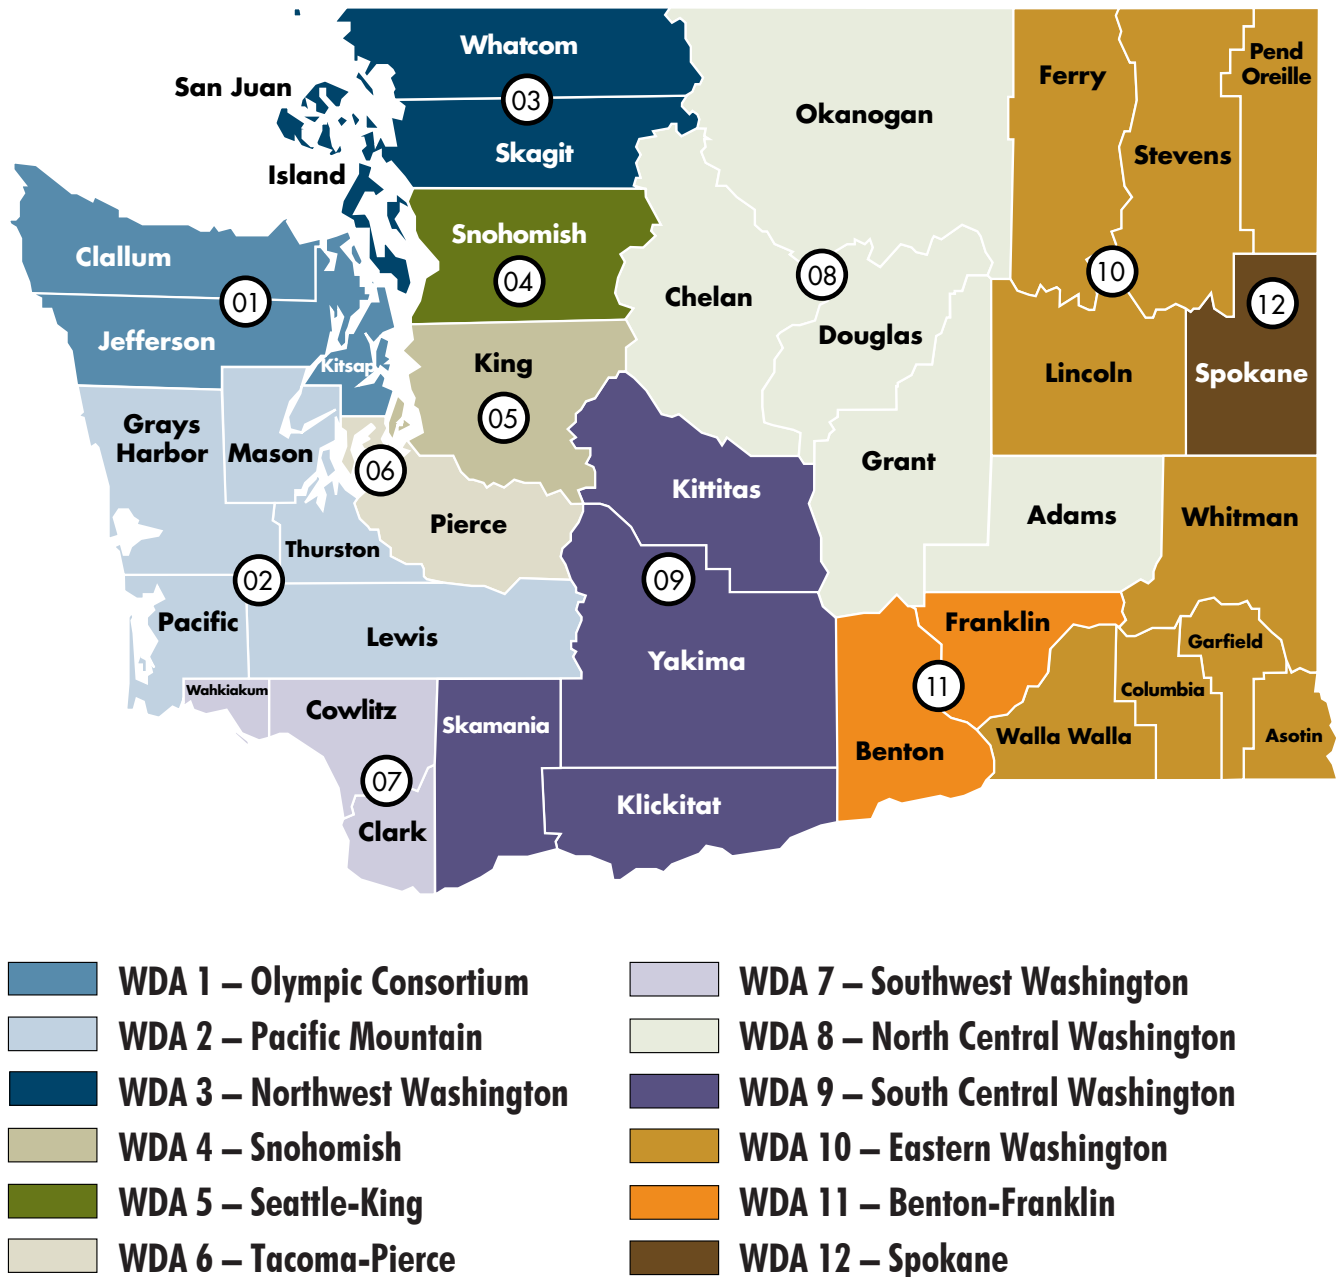 Whatcom
San Juan
03
Skagit
Island
Okanogan
Ferry
Pend
Oreille
Stevens
Clallum
01
Jefferson
Kitsap
Snohomish
04
Chelan
08
Douglas
10
12
King
05
Lincoln
Spokane
Grays
Harbor
Mason
06
Kittitas
Grant
Pierce
Thurston
Adams
Whitman
02
09
Pacific
Lewis
Yakima
Franklin
Garfield
Wahkiakum
Cowlitz
Skamania
11
Columbia
Walla Walla
Asotin
Benton
07
Clark
Klickitat
WDA 1 – Olympic Consortium
WDA 2 – Pacific Mountain
WDA 3 – Northwest Washington
WDA 4 – Snohomish
WDA 5 – Seattle-King
WDA 6 – Tacoma-Pierce
WDA 7 – Southwest Washington
WDA 8 – North Central Washington
WDA 9 – South Central Washington
WDA 10 – Eastern Washington
WDA 11 – Benton-Franklin
WDA 12 – Spokane